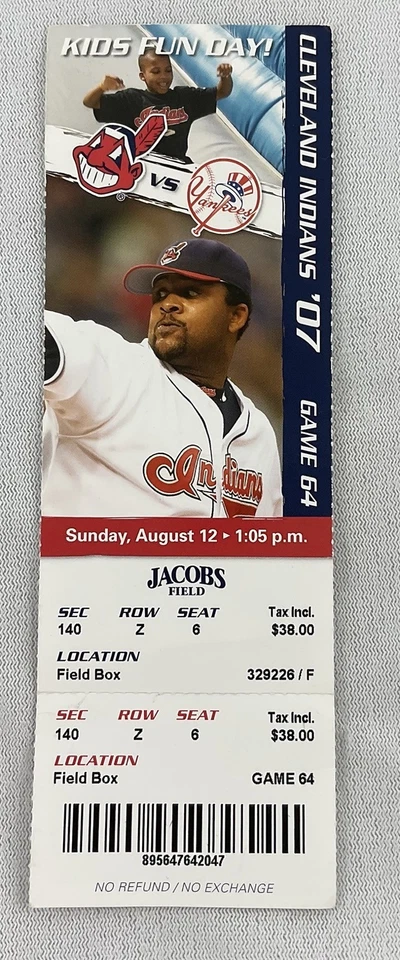 KIDS FUN DAY!
VS
Yankees
CLEVELAND INDIANS '07 GAME 64
Indians
Sunday, August 12 ▸ 1:05 p.m.
JACOBS
FIELD
SEC ROW SEAT Tax Incl.
140 Z 6 $38.00
LOCATION
Field Box 329226 / F
SEC ROW SEAT Tax Incl.
140 Z 6 $38.00
LOCATION
Field Box GAME 64
895647642047
NO REFUND / NO EXCHANGE